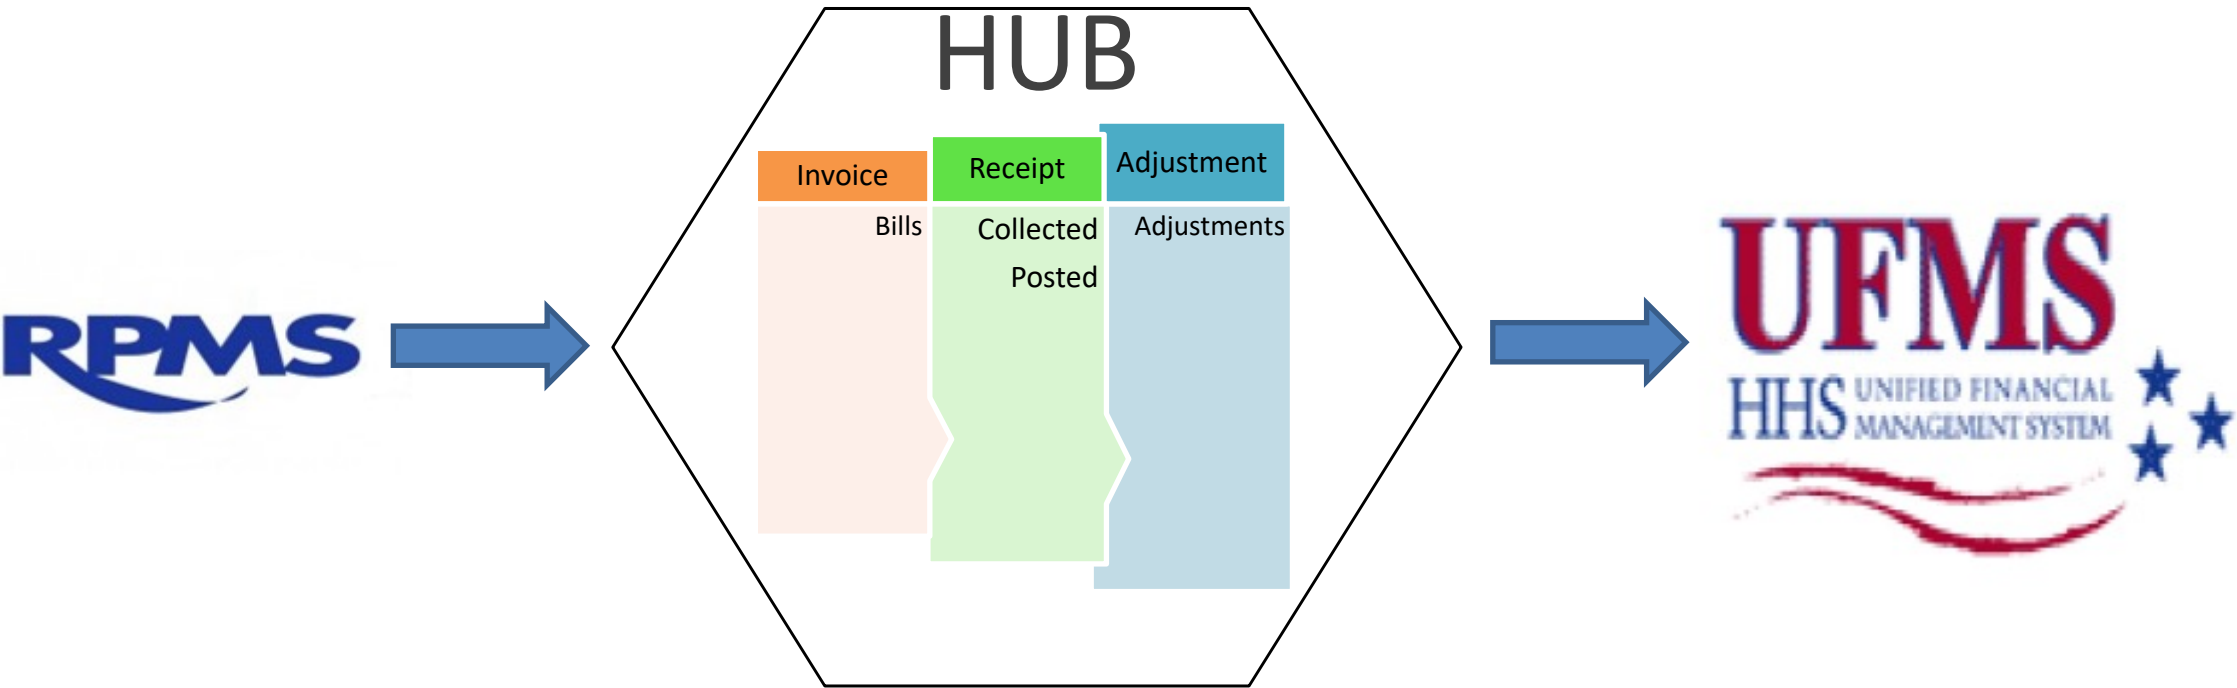 HUB
Invoice
Receipt
Adjustment
Bills
Collected
Posted
Adjustments
RPMS
UFMS
HHS UNIFIED FINANCIAL
MANAGEMENT SYSTEM